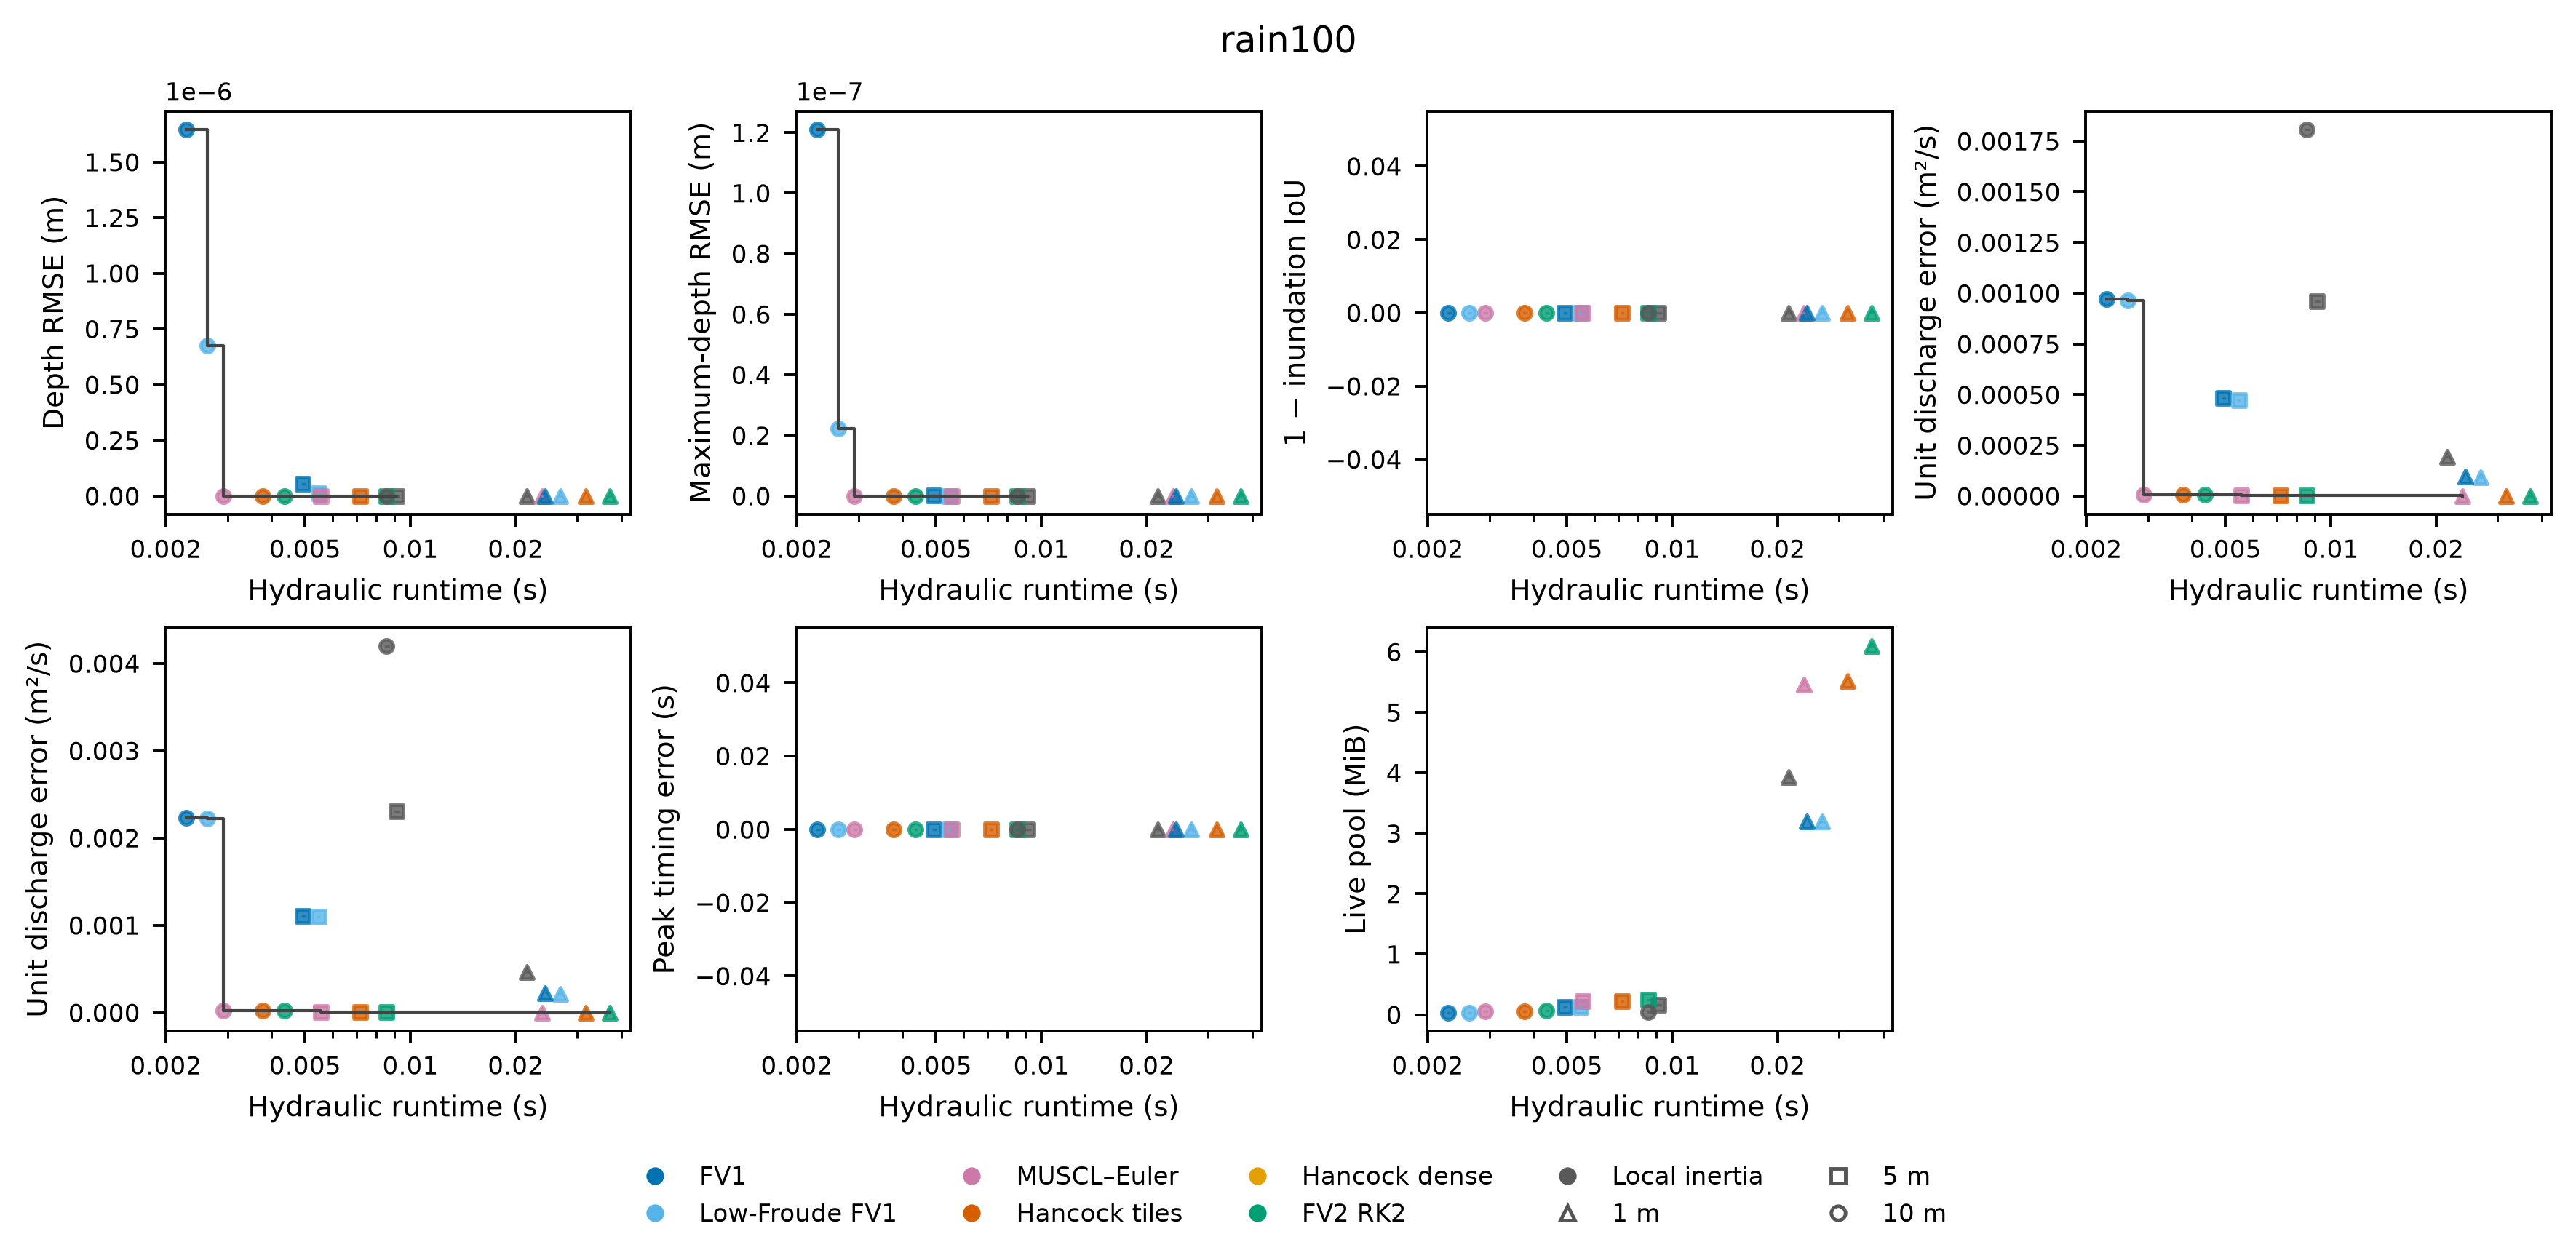 rain100
1e−6
1e−7
Depth RMSE (m)
1.50
1.25
1.00
0.75
0.50
0.25
0.00
0.002
0.005
0.01
0.02
Hydraulic runtime (s)
Maximum-depth RMSE (m)
1.2
1.0
0.8
0.6
0.4
0.2
0.0
0.002
0.005
0.01
0.02
Hydraulic runtime (s)
1 − inundation IoU
0.04
0.02
0.00
−0.02
−0.04
0.002
0.005
0.01
0.02
Hydraulic runtime (s)
Unit discharge error (m²/s)
0.00175
0.00150
0.00125
0.00100
0.00075
0.00050
0.00025
0.00000
0.002
0.005
0.01
0.02
Hydraulic runtime (s)
Unit discharge error (m²/s)
0.004
0.003
0.002
0.001
0.000
0.002
0.005
0.01
0.02
Hydraulic runtime (s)
Peak timing error (s)
0.04
0.02
0.00
−0.02
−0.04
0.002
0.005
0.01
0.02
Hydraulic runtime (s)
Live pool (MiB)
6
5
4
3
2
1
0
0.002
0.005
0.01
0.02
Hydraulic runtime (s)
FV1
Low-Froude FV1
MUSCL–Euler
Hancock tiles
Hancock dense
FV2 RK2
Local inertia
1 m
5 m
10 m